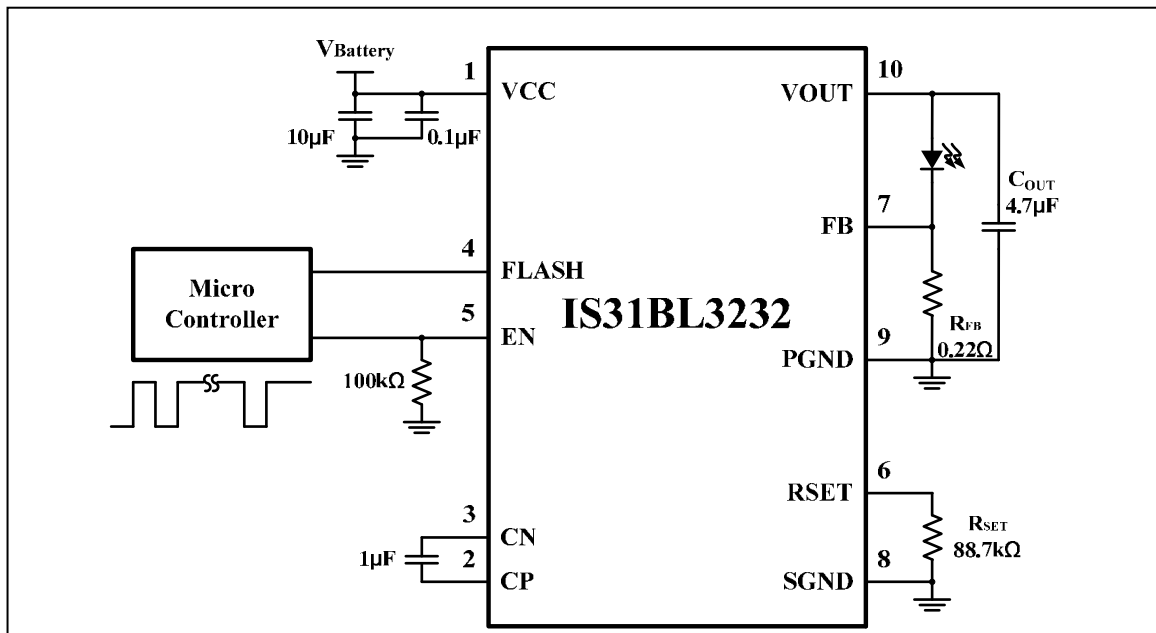 VBattery
1
VCC
10µF
0.1µF
10
VOUT
COUT
4.7µF
7
FB
4
FLASH
Micro
Controller
5
EN
IS31BL3232
RFB
0.22Ω
9
PGND
100kΩ
6
RSET
3
CN
1µF
2
CP
RSET
88.7kΩ
8
SGND